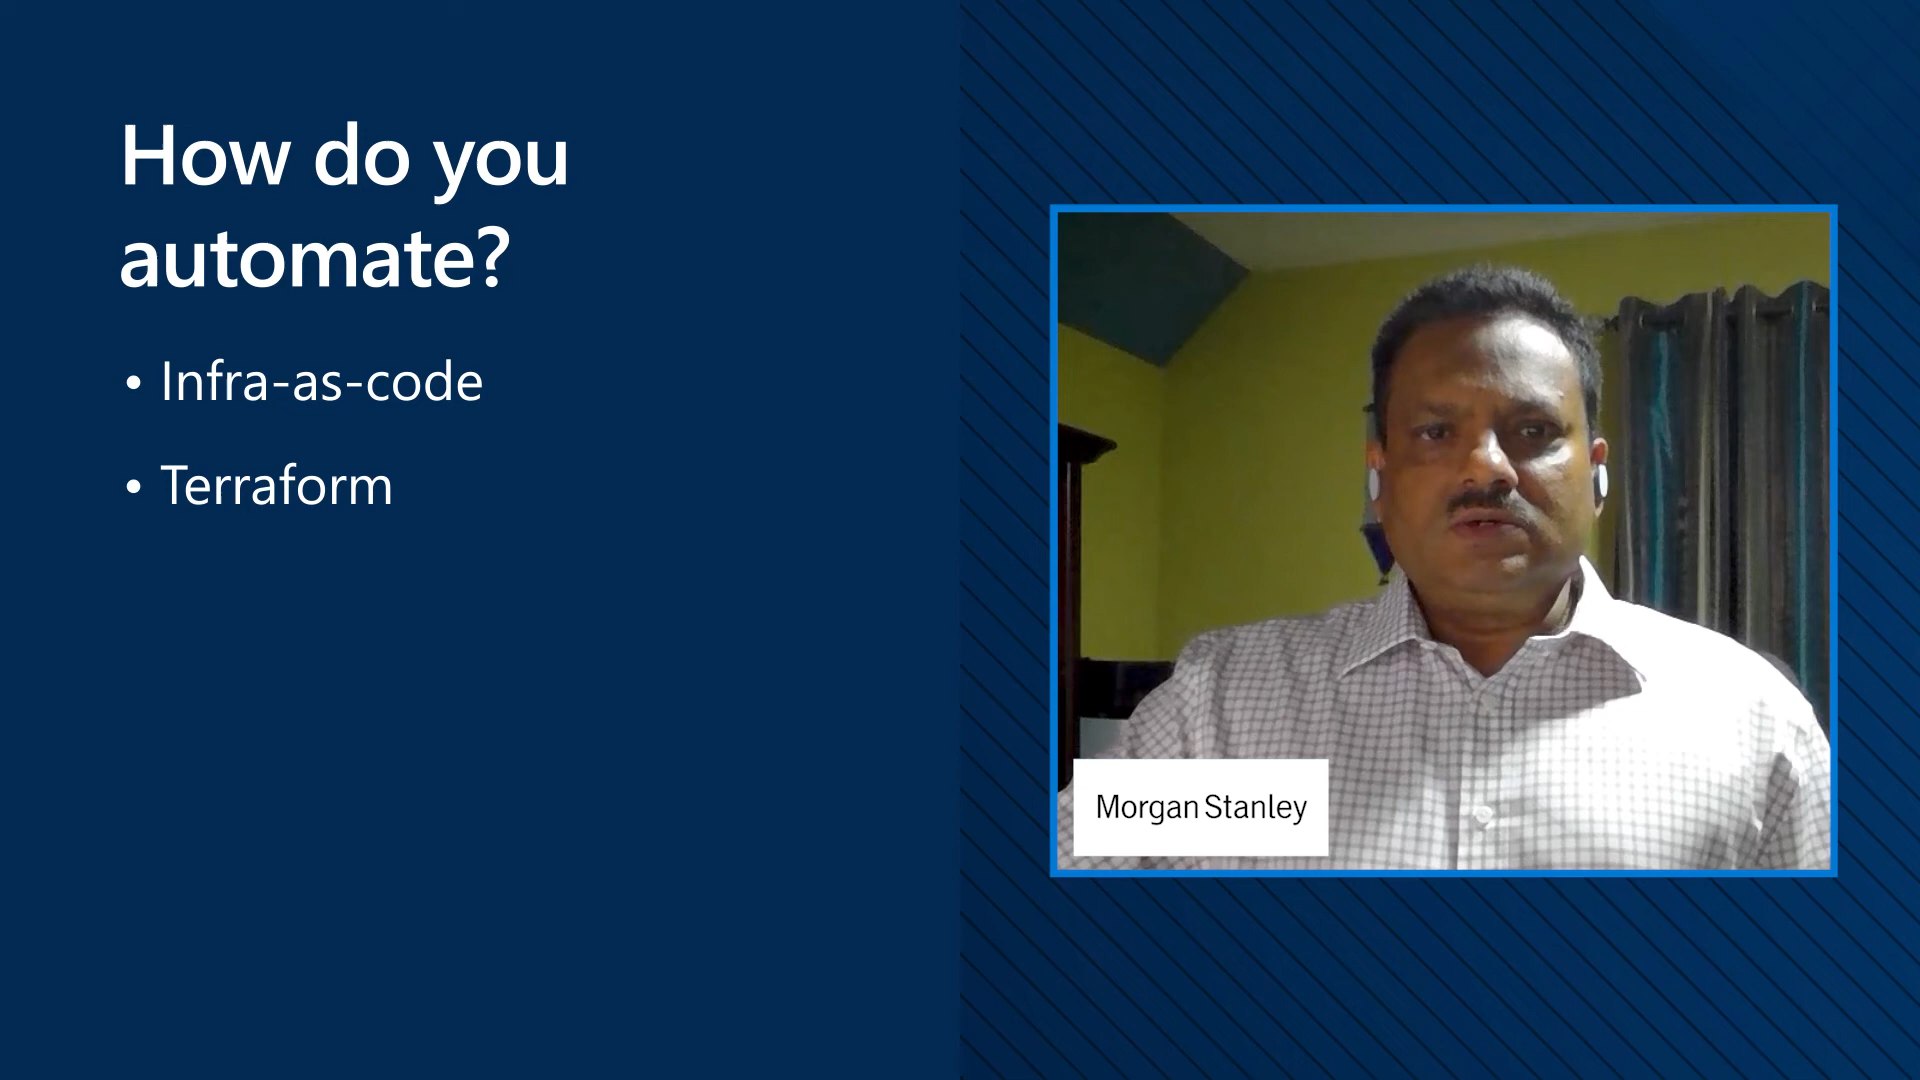 How do you
automate?
• Infra-as-code
• Terraform
Morgan Stanley